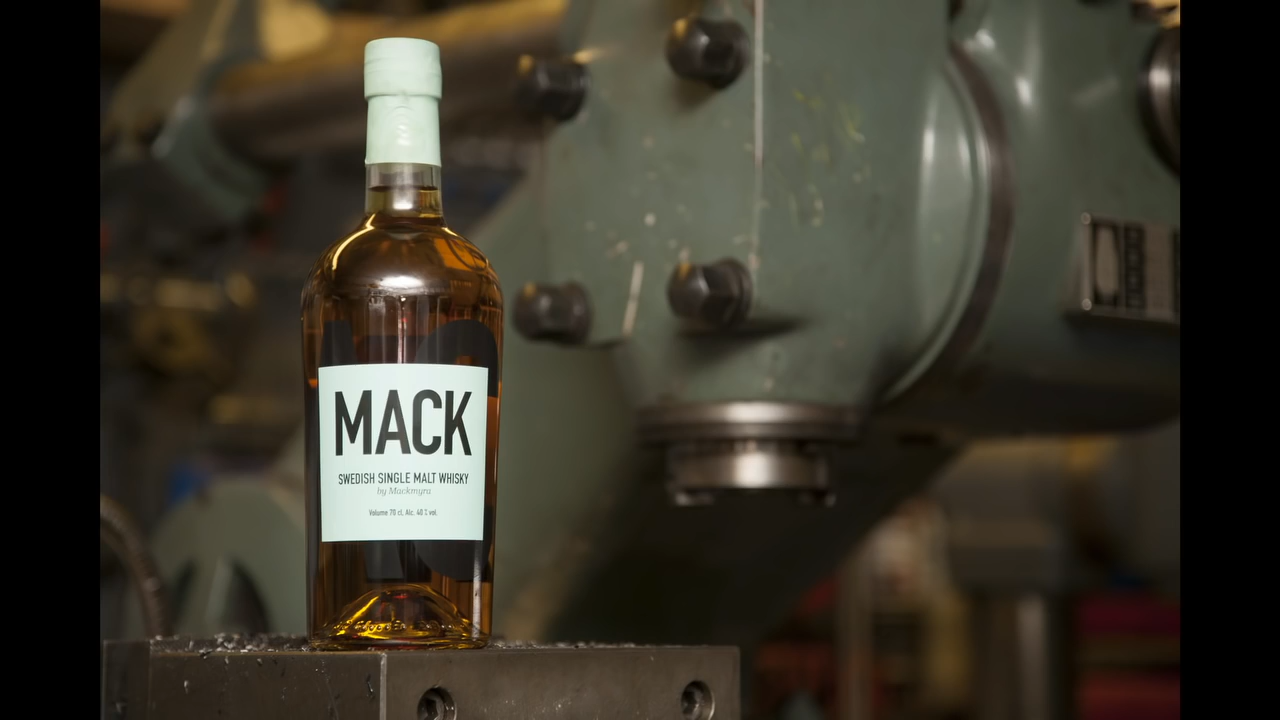 MACK
SWEDISH SINGLE MALT WHISKY
by Mackmyra
Volume 70 cl, Alc. 40 % vol.